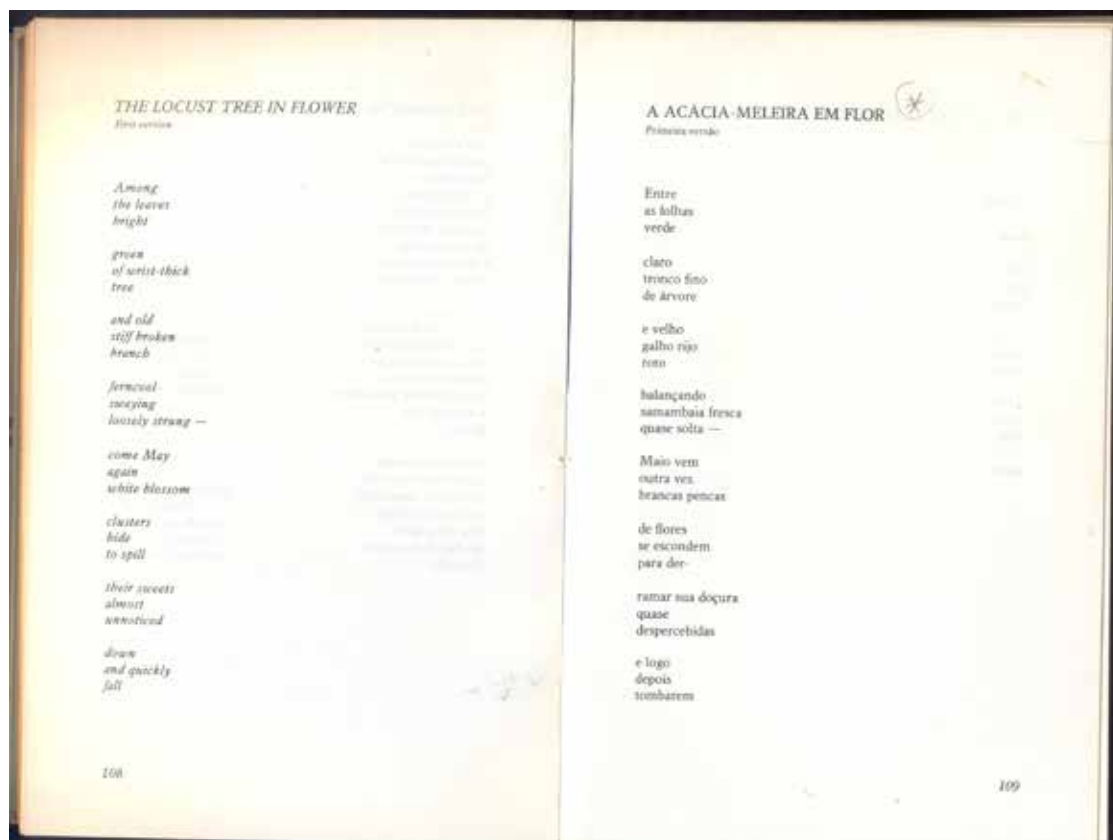 THE LOCUST TREE IN FLOWER
First version
Among
the leaves
bright
green
of wrist-thick
tree
and old
stiff broken
branch
ferncool
swaying
loosely strung —
come May
again
white blossom
clusters
hide
to spill
their sweets
almost
unnoticed
down
and quickly
fall
108
A ACÁCIA-MELEIRA EM FLOR
Primeira versão
Entre
as folhas
verde
claro
tronco fino
de árvore
e velho
galho rijo
roto
balançando
samambaia fresca
quase solta —
Maio vem
outra vez
brancas pencas
de flores
se escondem
para der-
ramar sua doçura
quase
despercebidas
e logo
depois
tombarem
109